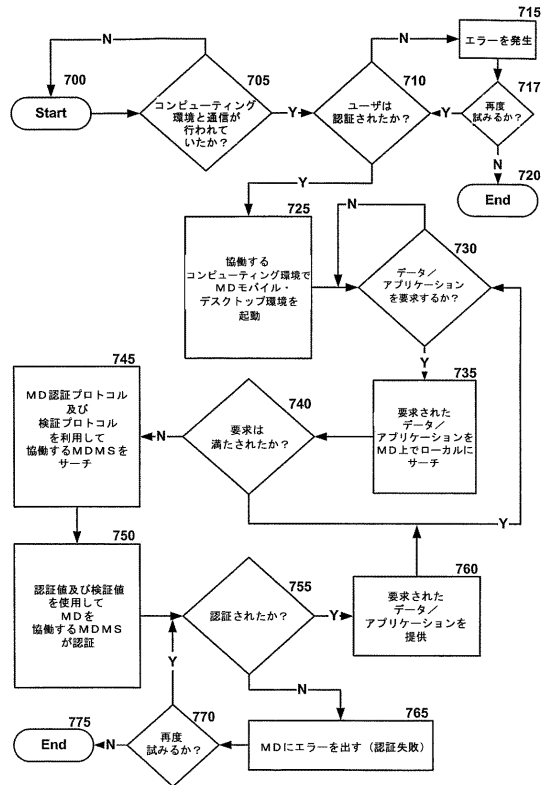 N
700
Start
705
コンピューティング
環境と通信が
行われて
いたか?
Y
N
710
ユーザは
認証されたか?
715
エラーを発生
717
再度
試みるか?
Y
N
720
End
Y
725
協働する
コンピューティング環境で
MDモバイル・
デスクトップ環境を
起動
N
730
データ/
アプリケーション
を要求するか?
Y
735
要求された
データ/
アプリケーションを
MD上でローカルに
サーチ
740
要求は
満たされたか?
N
Y
745
MD認証プロトコル
及び
検証プロトコル
を利用して
協働するMDMSを
サーチ
750
認証値及び検証値
を使用して
MDを
協働するMDMS
が認証
755
認証されたか?
Y
760
要求された
データ/
アプリケーションを
提供
N
765
MDにエラーを出す(認証失敗)
770
再度
試みるか?
Y
N
775
End